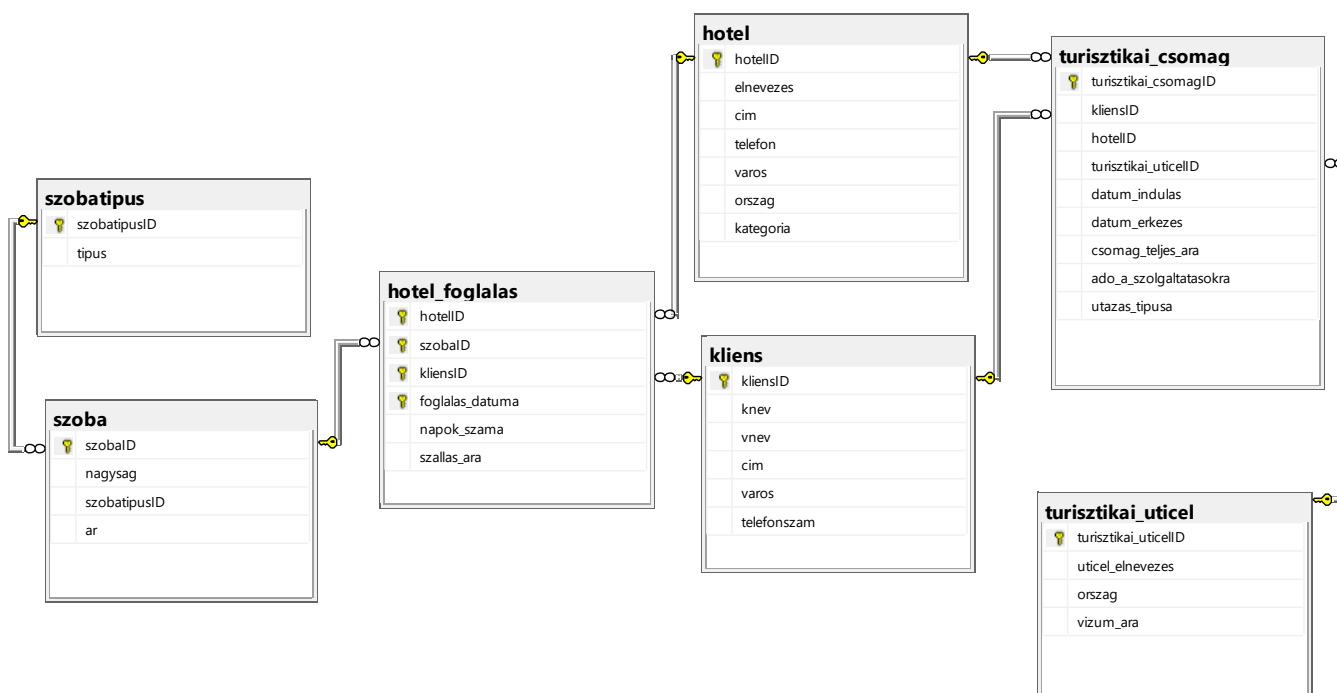 szobatipus
szobatipusID
tipus
szoba
szobaID
nagysag
szobatipusID
ar
hotel_foglalas
hotelID
szobaID
kliensID
foglalas_datuma
napok_szama
szallas_ara
hotel
hotelID
elnevezes
cim
telefon
varos
orszag
kategoria
kliens
kliensID
knev
vnev
cim
varos
telefonszam
turisztikai_csomag
turisztikai_csomagID
kliensID
hotelID
turisztikai_uticelID
datum_indulas
datum_erkezes
csomag_teljes_ara
ado_a_szolgaltatasokra
utazas_tipusa
turisztikai_uticel
turisztikai_uticelID
uticel_elnevezes
orszag
vizum_ara